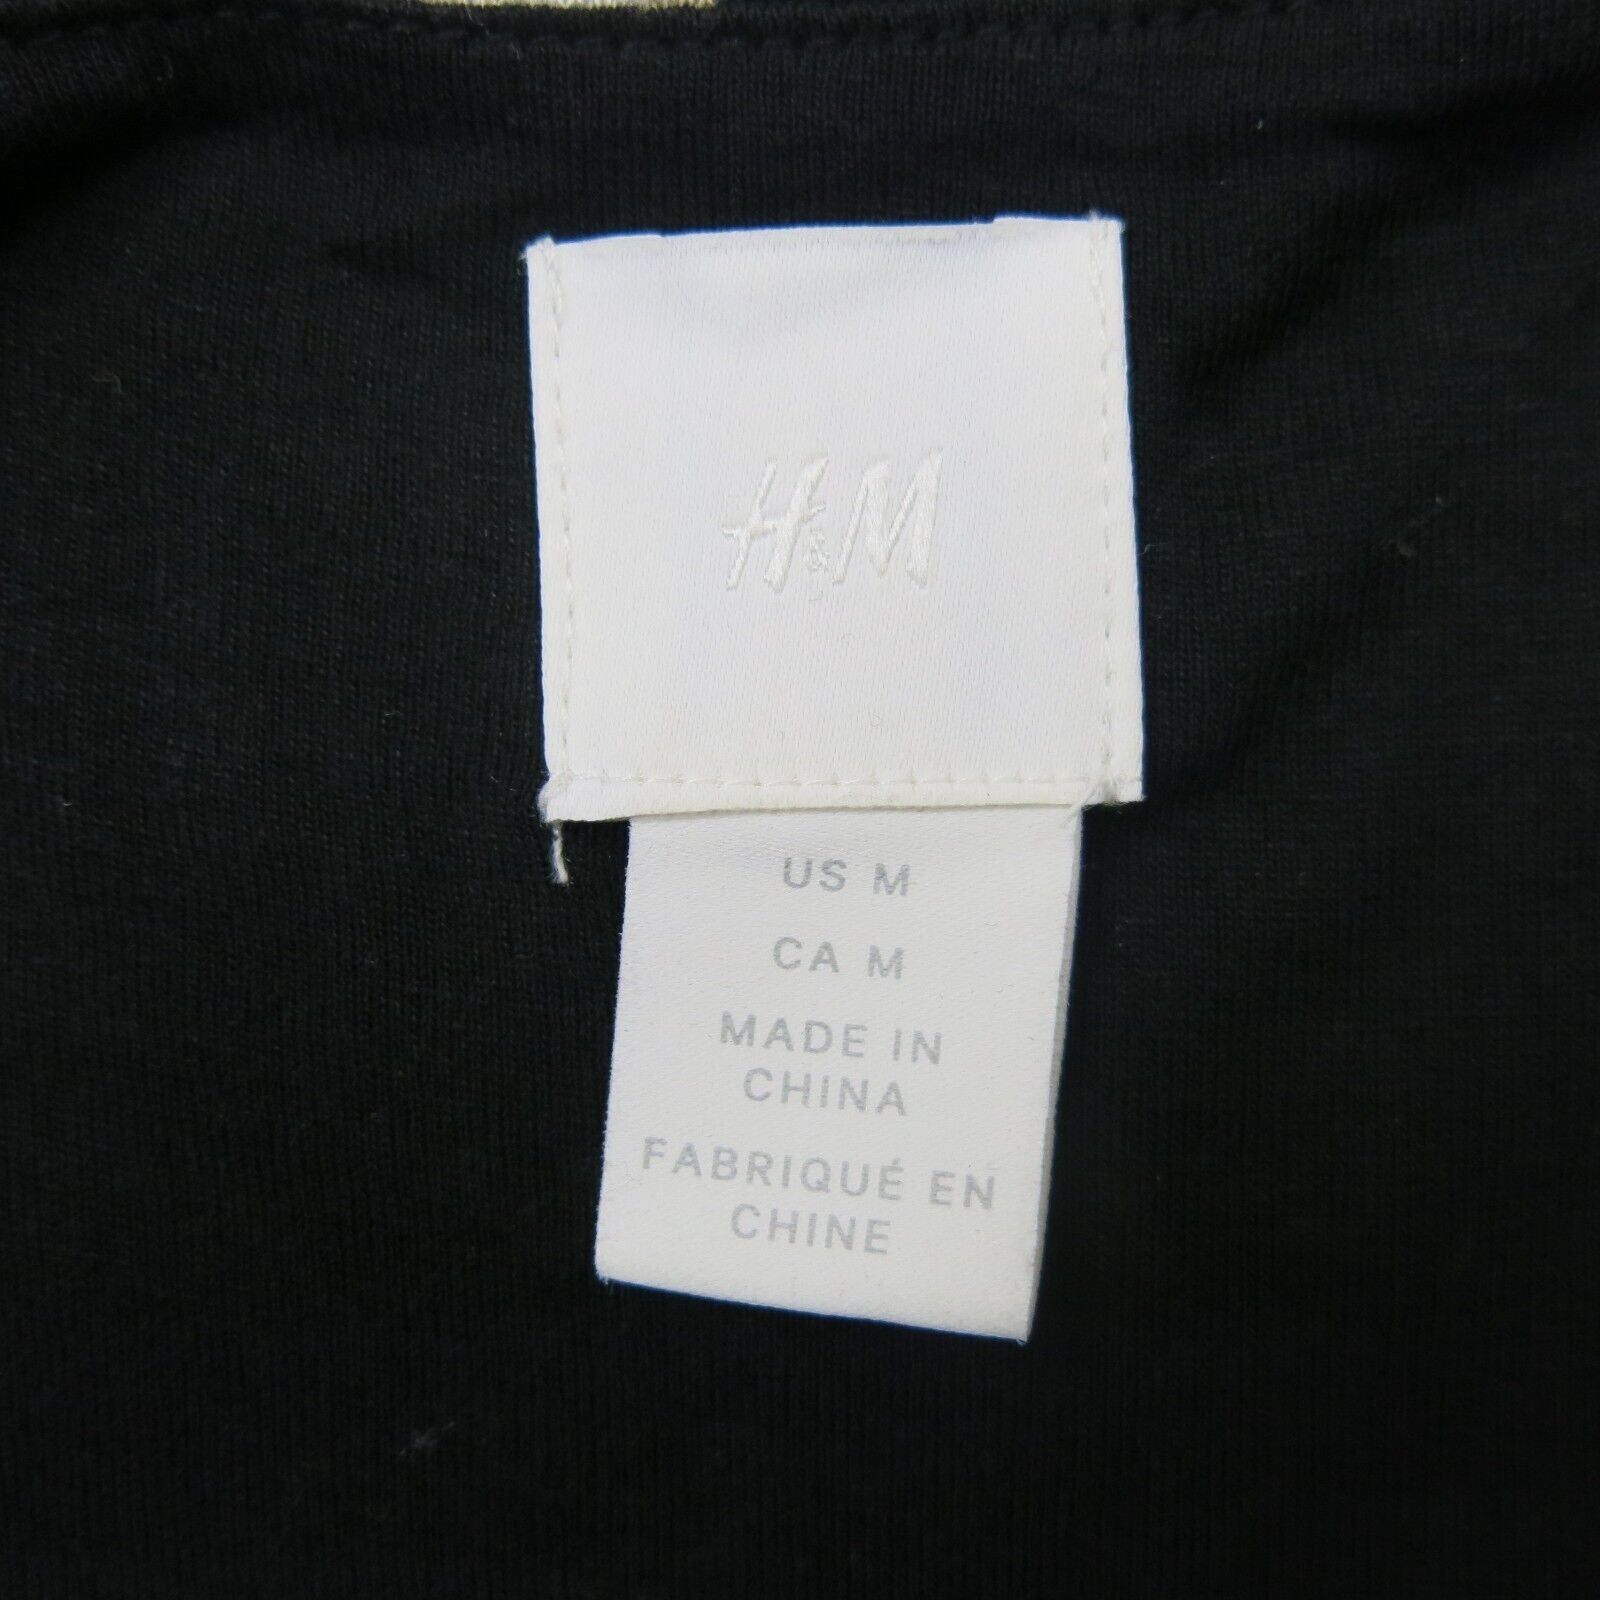 H&M
US M
CA M
MADE IN
CHINA
FABRIQUÉ EN
CHINE